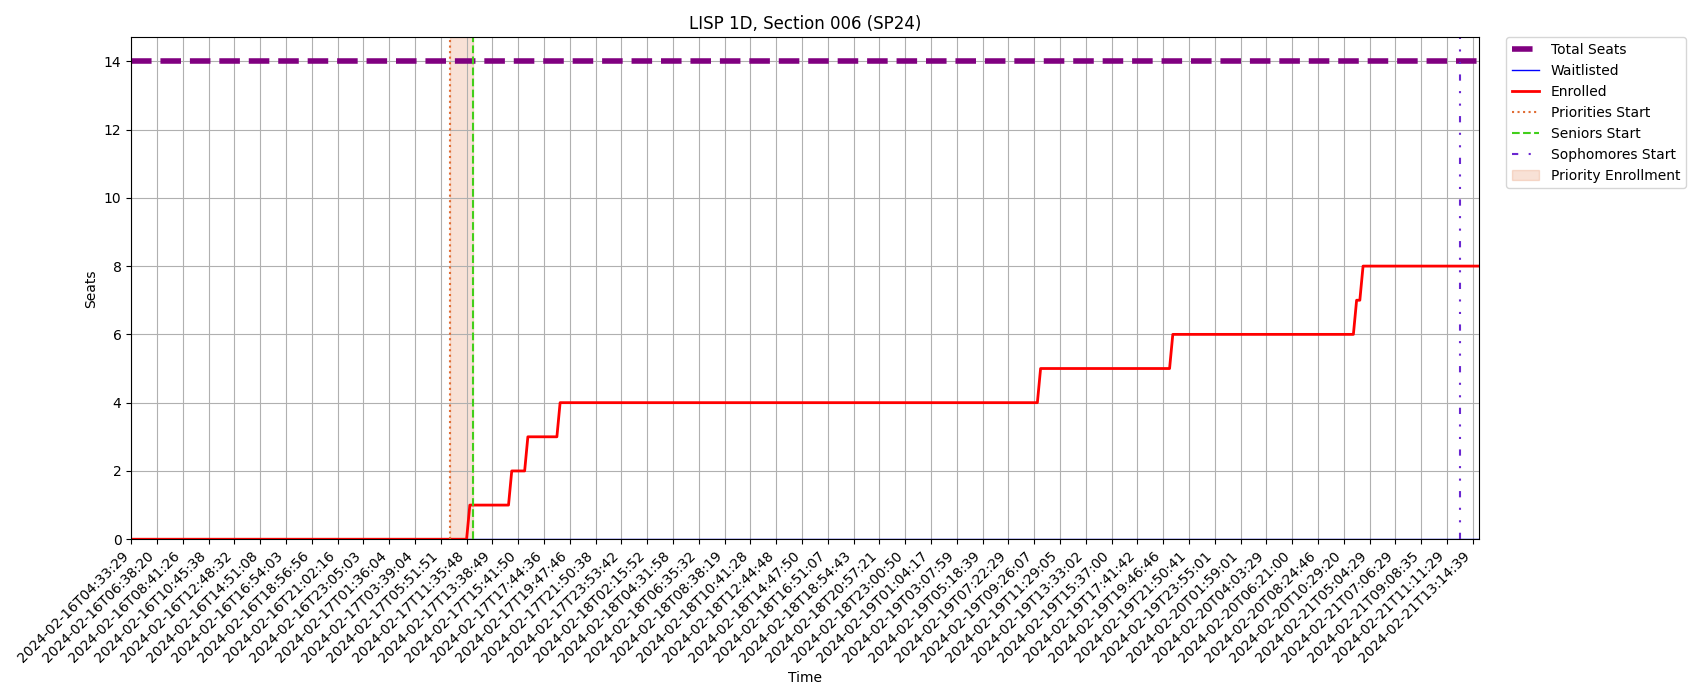 LISP 1D, Section 006 (SP24)
Total Seats
Waitlisted
Enrolled
Priorities Start
Seniors Start
Sophomores Start
Priority Enrollment
Seats
14
12
10
8
6
4
2
0
2024-02-16T04:33:29
2024-02-16T06:38:20
2024-02-16T08:41:26
2024-02-16T10:45:38
2024-02-16T12:48:32
2024-02-16T14:51:08
2024-02-16T16:54:03
2024-02-16T18:56:56
2024-02-16T21:02:16
2024-02-16T23:05:03
2024-02-17T01:36:04
2024-02-17T03:39:04
2024-02-17T05:51:51
2024-02-17T11:35:48
2024-02-17T13:38:49
2024-02-17T15:41:50
2024-02-17T17:44:36
2024-02-17T19:47:46
2024-02-17T21:50:38
2024-02-17T23:53:42
2024-02-18T02:15:52
2024-02-18T04:31:58
2024-02-18T06:35:32
2024-02-18T08:38:19
2024-02-18T10:41:28
2024-02-18T12:44:48
2024-02-18T14:47:50
2024-02-18T16:51:07
2024-02-18T18:54:43
2024-02-18T20:57:21
2024-02-18T23:00:50
2024-02-19T01:04:17
2024-02-19T03:07:59
2024-02-19T05:18:39
2024-02-19T07:22:29
2024-02-19T09:26:07
2024-02-19T11:29:05
2024-02-19T13:33:02
2024-02-19T15:37:00
2024-02-19T17:41:42
2024-02-19T19:46:46
2024-02-19T21:50:41
2024-02-19T23:55:01
2024-02-20T01:59:01
2024-02-20T04:03:29
2024-02-20T06:21:00
2024-02-20T08:24:46
2024-02-20T10:29:20
2024-02-21T05:04:29
2024-02-21T07:06:29
2024-02-21T09:08:35
2024-02-21T11:11:29
2024-02-21T13:14:39
Time